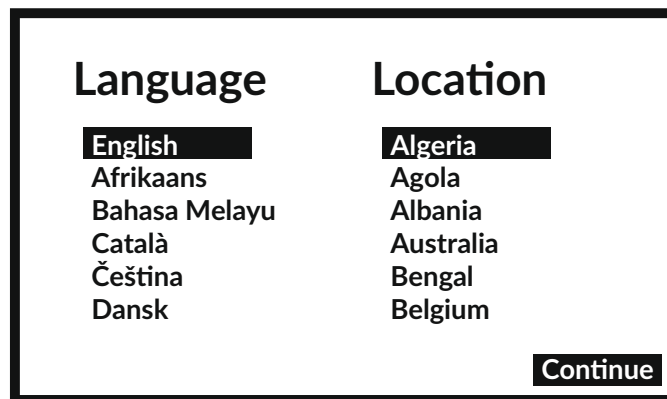 Language
English
Afrikaans
Bahasa Melayu
Català
Čeština
Dansk
Location
Algeria
Agola
Albania
Australia
Bengal
Belgium
Continue